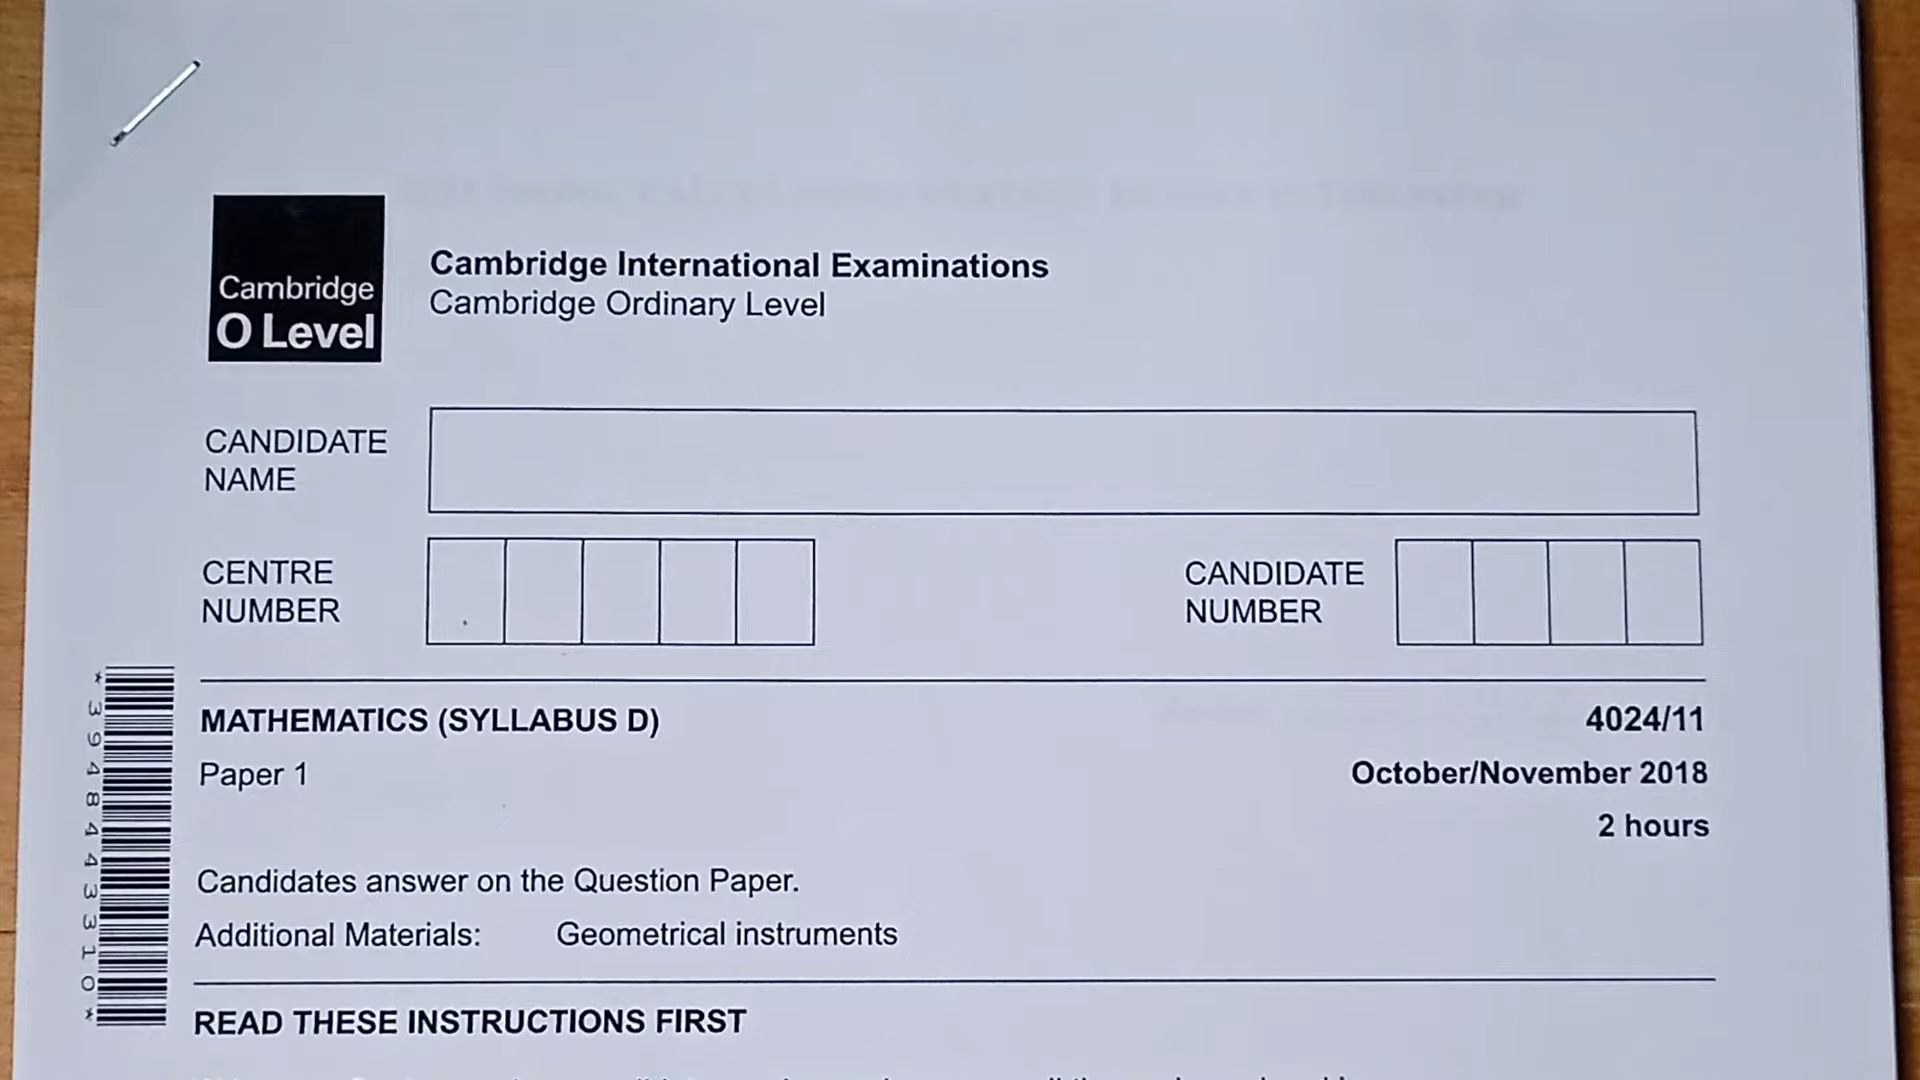 Cambridge
O Level
Cambridge International Examinations
Cambridge Ordinary Level
CANDIDATE
NAME
CENTRE
NUMBER
CANDIDATE
NUMBER
*3948443310*
MATHEMATICS (SYLLABUS D)
4024/11
Paper 1
October/November 2018
2 hours
Candidates answer on the Question Paper.
Additional Materials: Geometrical instruments
READ THESE INSTRUCTIONS FIRST